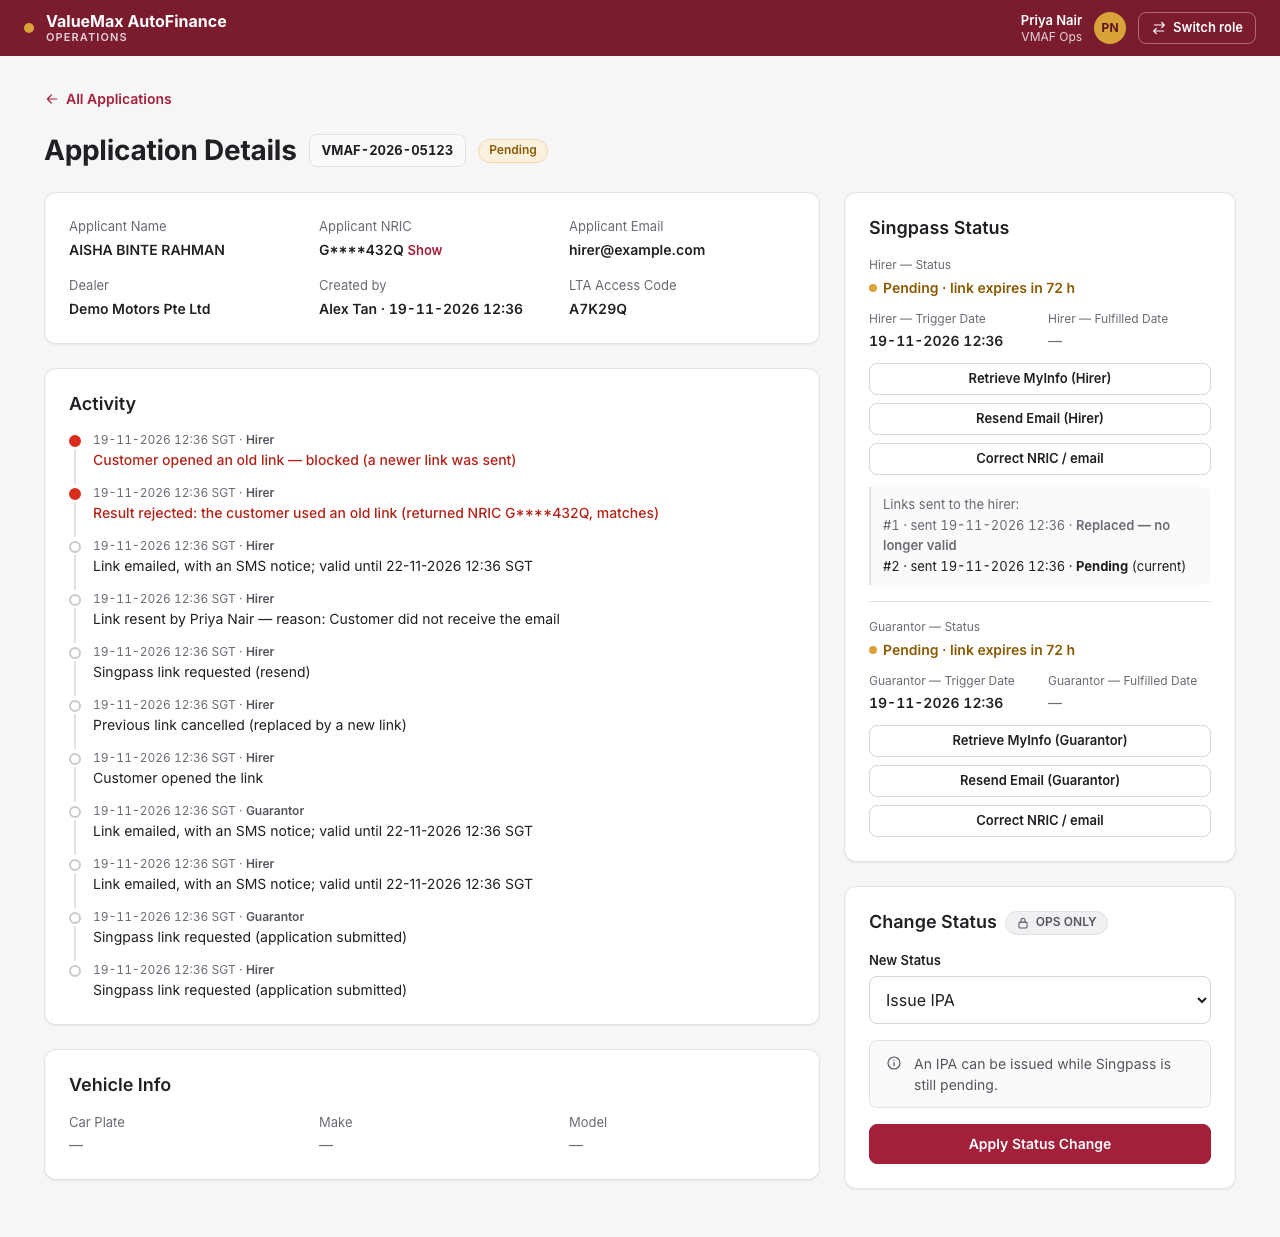 ValueMax AutoFinance
OPERATIONS
Priya Nair
VMAF Ops
PN
Switch role
← All Applications
Application Details
VMAF-2026-05123
Pending
Applicant Name
AISHA BINTE RAHMAN
Applicant NRIC
G****432Q Show
Applicant Email
hirer@example.com
Dealer
Demo Motors Pte Ltd
Created by
Alex Tan · 19-11-2026 12:36
LTA Access Code
A7K29Q
Activity
19-11-2026 12:36 SGT · Hirer
Customer opened an old link — blocked (a newer link was sent)
19-11-2026 12:36 SGT · Hirer
Result rejected: the customer used an old link (returned NRIC G****432Q, matches)
19-11-2026 12:36 SGT · Hirer
Link emailed, with an SMS notice; valid until 22-11-2026 12:36 SGT
19-11-2026 12:36 SGT · Hirer
Link resent by Priya Nair — reason: Customer did not receive the email
19-11-2026 12:36 SGT · Hirer
Singpass link requested (resend)
19-11-2026 12:36 SGT · Hirer
Previous link cancelled (replaced by a new link)
19-11-2026 12:36 SGT · Hirer
Customer opened the link
19-11-2026 12:36 SGT · Guarantor
Link emailed, with an SMS notice; valid until 22-11-2026 12:36 SGT
19-11-2026 12:36 SGT · Hirer
Link emailed, with an SMS notice; valid until 22-11-2026 12:36 SGT
19-11-2026 12:36 SGT · Guarantor
Singpass link requested (application submitted)
19-11-2026 12:36 SGT · Hirer
Singpass link requested (application submitted)
Vehicle Info
Car Plate
—
Make
—
Model
—
Singpass Status
Hirer — Status
Pending · link expires in 72 h
Hirer — Trigger Date
19-11-2026 12:36
Hirer — Fulfilled Date
—
Retrieve MyInfo (Hirer)
Resend Email (Hirer)
Correct NRIC / email
Links sent to the hirer:
#1 · sent 19-11-2026 12:36 · Replaced — no
longer valid
#2 · sent 19-11-2026 12:36 · Pending (current)
Guarantor — Status
Pending · link expires in 72 h
Guarantor — Trigger Date
19-11-2026 12:36
Guarantor — Fulfilled Date
—
Retrieve MyInfo (Guarantor)
Resend Email (Guarantor)
Correct NRIC / email
Change Status
OPS ONLY
New Status
Issue IPA
An IPA can be issued while Singpass is
still pending.
Apply Status Change